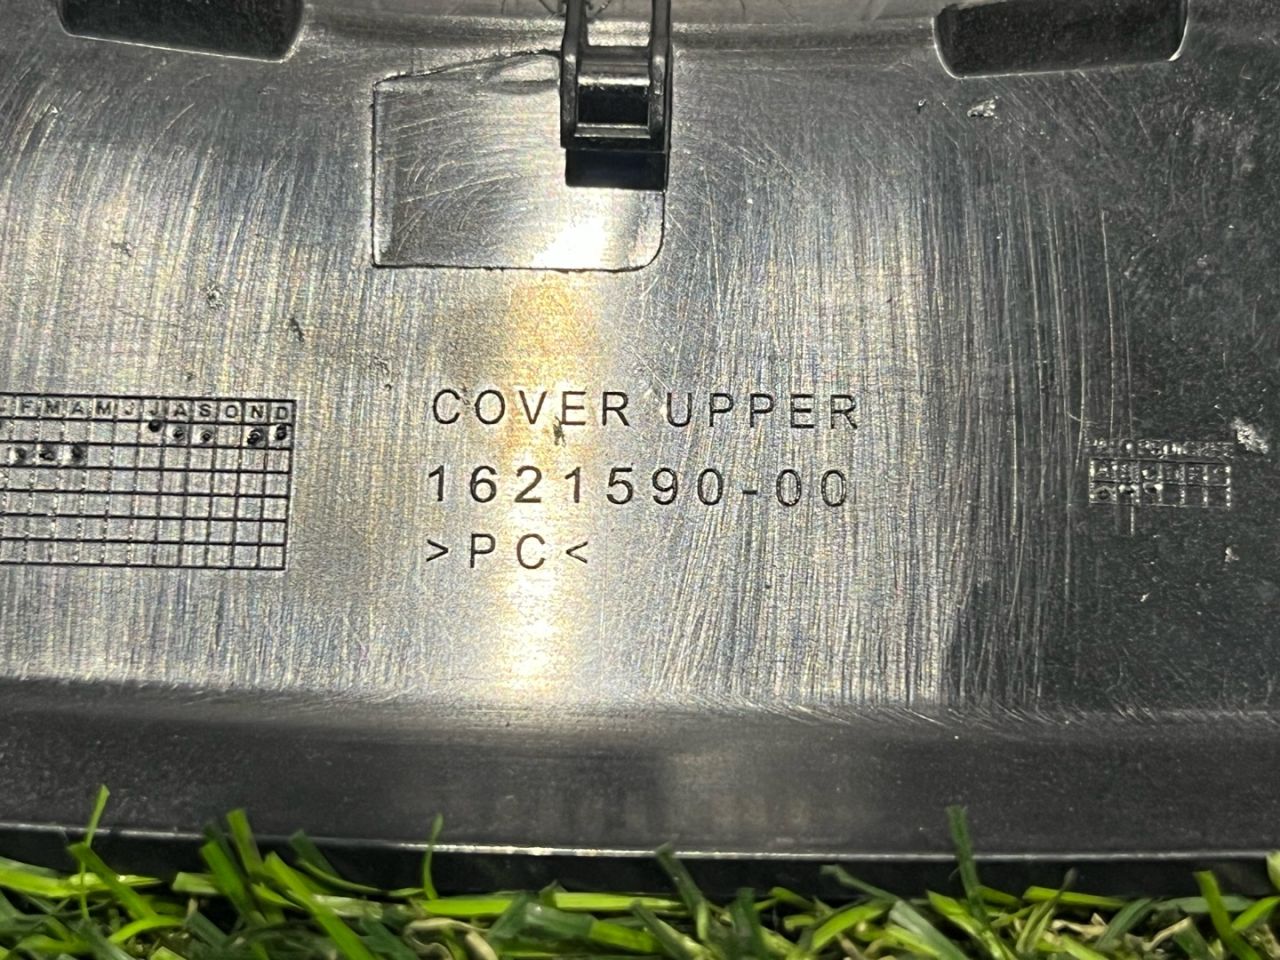 F M A M J J A S O N D
COVER UPPER
1621590-00
>PC<